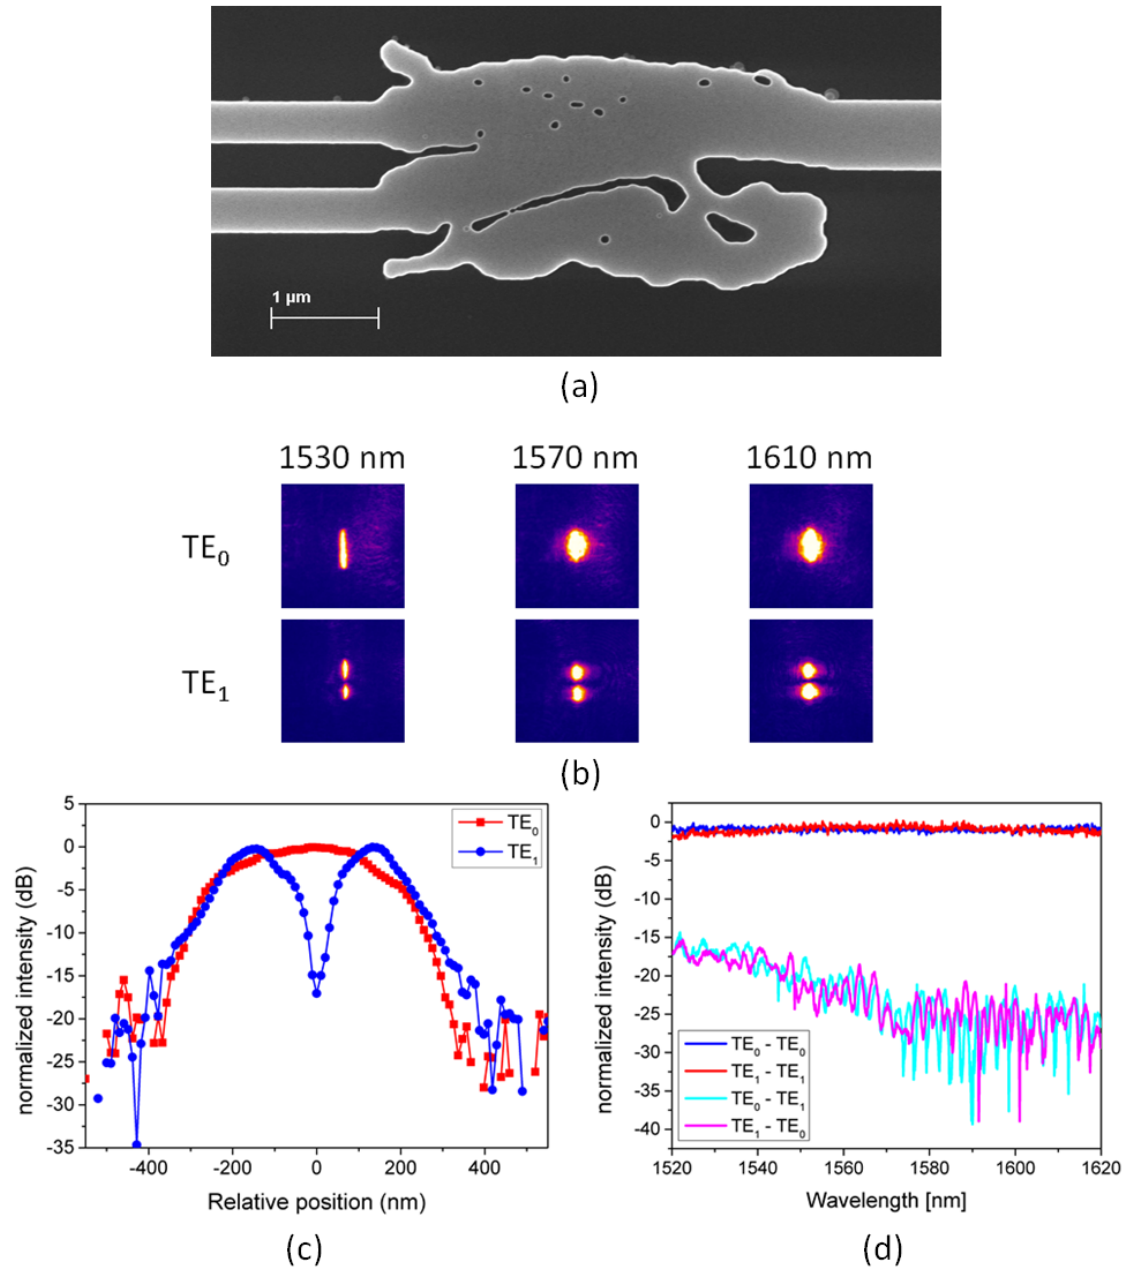 1 µm
(a)
1530 nm 1570 nm 1610 nm
TE0
TE1
(b)
5
0
-5
-10
-15
-20
-25
-30
-35
normalized intensity (dB)
-400 -200 0 200 400
Relative position (nm)
TE0
TE1
(c)
0
-5
-10
-15
-20
-25
-30
-35
-40
normalized intensity (dB)
TE0 - TE0
TE1 - TE1
TE0 - TE1
TE1 - TE0
1520 1540 1560 1580 1600 1620
Wavelength [nm]
(d)